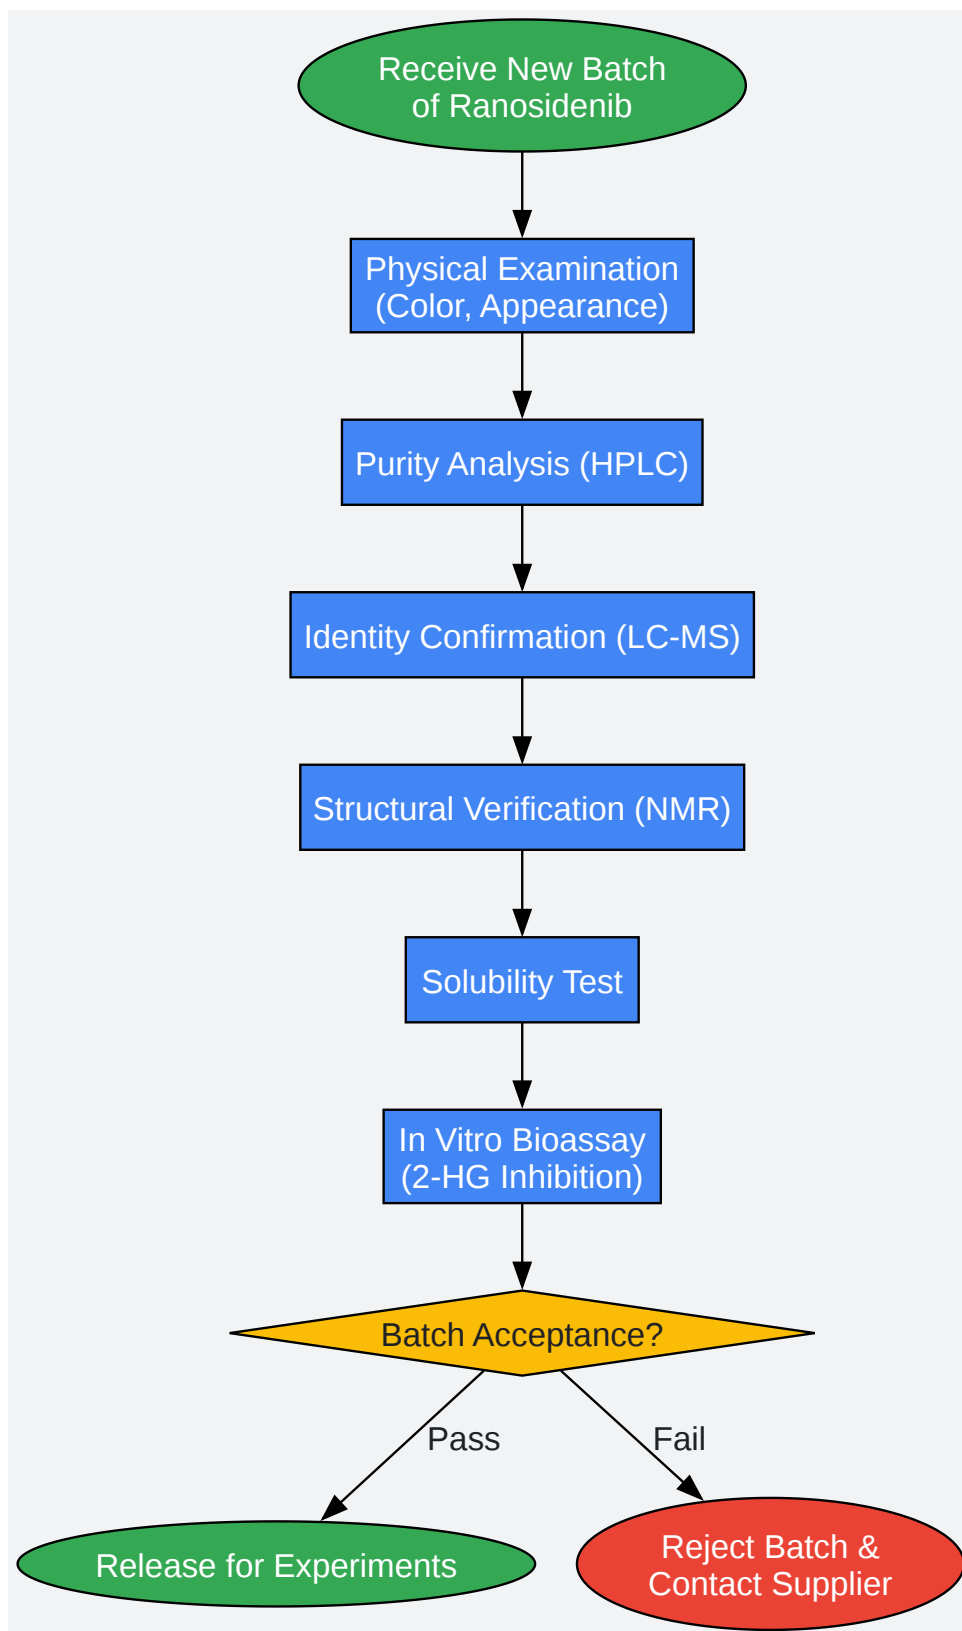 Receive New Batch
of Ranosidenib
Physical Examination
(Color, Appearance)
Purity Analysis (HPLC)
Identity Confirmation (LC-MS)
Structural Verification (NMR)
Solubility Test
In Vitro Bioassay
(2-HG Inhibition)
Batch Acceptance?
Pass
Fail
Release for Experiments
Reject Batch &
Contact Supplier